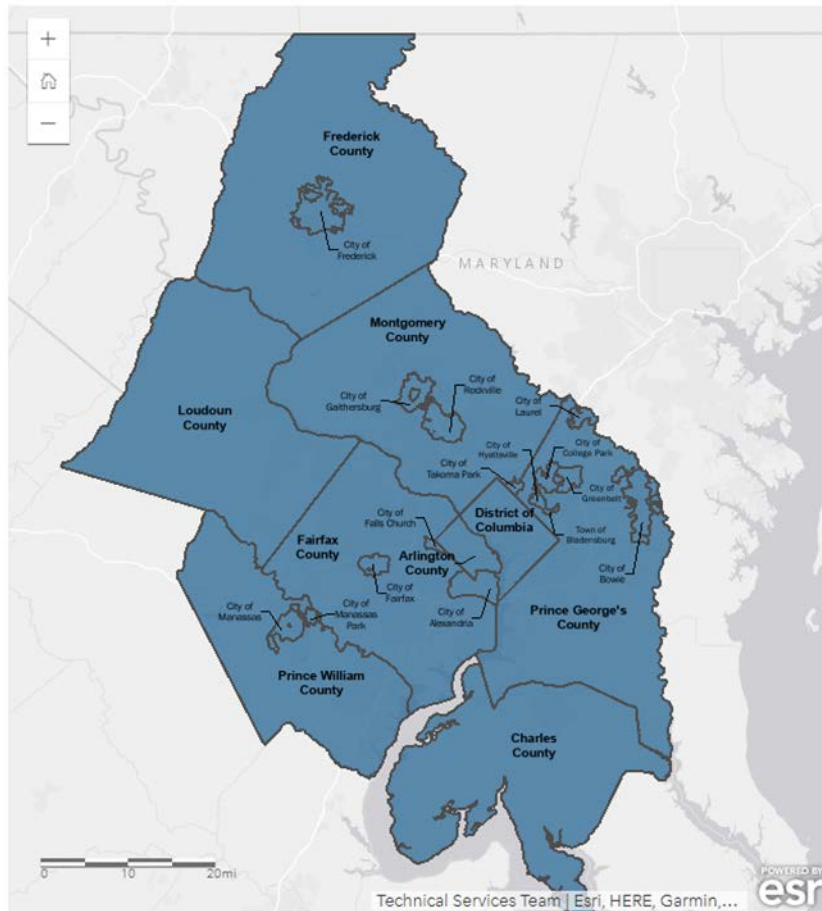 +
−
Frederick
County
City of
Frederick
MARYLAND
Montgomery
County
City of
Rockville
City of
Gaithersburg
Loudoun
County
City of
Laurel
City of
Hyattsville
City of
College Park
City of
Takoma Park
City of
Greenbelt
District of
Columbia
City of
Falls Church
Town of
Bladensburg
Fairfax
County
Arlington
County
City of
Bowie
City of
Fairfax
City of
Manassas
City of
Manassas
Park
City of
Alexandria
Prince George's
County
Prince William
County
Charles
County
0 10 20mi
POWERED BY
esri
Technical Services Team | Esri, HERE, Garmin,...